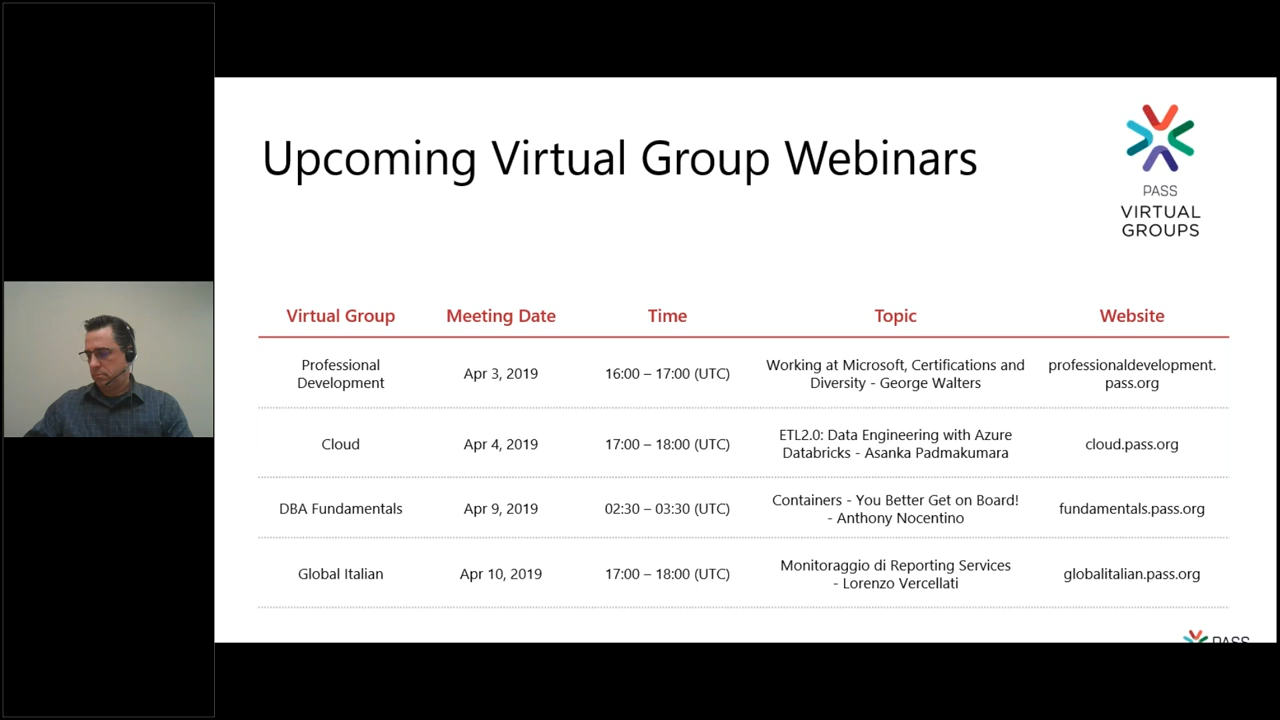 Upcoming Virtual Group Webinars
PASS
VIRTUAL
GROUPS
Virtual Group Meeting Date Time Topic Website
Professional
Development
Apr 3, 2019
16:00 – 17:00 (UTC)
Working at Microsoft, Certifications and
Diversity - George Walters
professionaldevelopment.
pass.org
Cloud
Apr 4, 2019
17:00 – 18:00 (UTC)
ETL2.0: Data Engineering with Azure
Databricks - Asanka Padmakumara
cloud.pass.org
DBA Fundamentals
Apr 9, 2019
02:30 – 03:30 (UTC)
Containers - You Better Get on Board!
- Anthony Nocentino
fundamentals.pass.org
Global Italian
Apr 10, 2019
17:00 – 18:00 (UTC)
Monitoraggio di Reporting Services
- Lorenzo Vercellati
globalitalian.pass.org
PASS